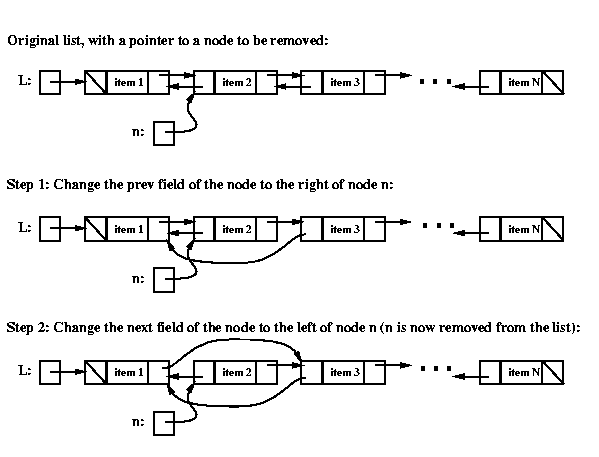 Original list, with a pointer to a node to be removed:
L: item 1 item 2 item 3 . . . item N
n:
Step 1: Change the prev field of the node to the right of node n:
L: item 1 item 2 item 3 . . . item N
n:
Step 2: Change the next field of the node to the left of node n (n is now removed from the list):
L: item 1 item 2 item 3 . . . item N
n: